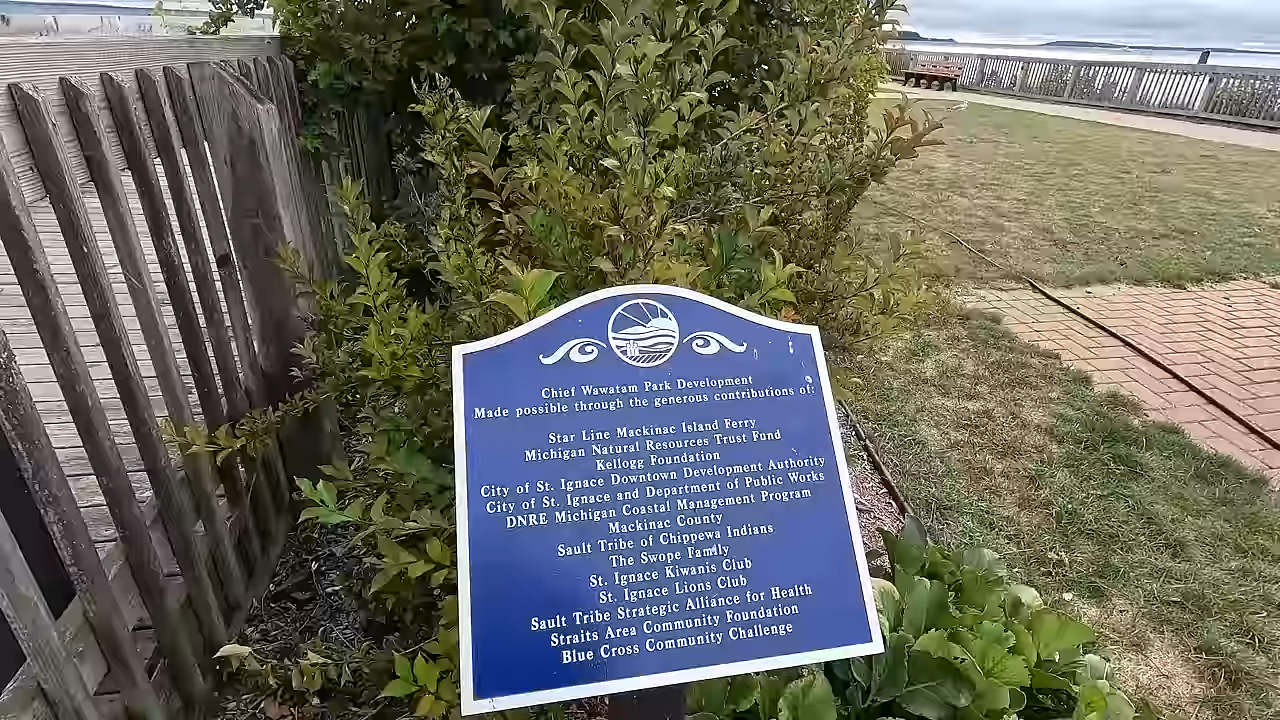 Chief Wawatam Park Development
Made possible through the generous contributions of:
Star Line Mackinac Island Ferry
Michigan Natural Resources Trust Fund
Kellogg Foundation
City of St. Ignace Downtown Development Authority
City of St. Ignace and Department of Public Works
DNRE Michigan Coastal Management Program
Mackinac County
Sault Tribe of Chippewa Indians
The Swope Family
St. Ignace Kiwanis Club
St. Ignace Lions Club
Sault Tribe Strategic Alliance for Health
Straits Area Community Foundation
Blue Cross Community Challenge